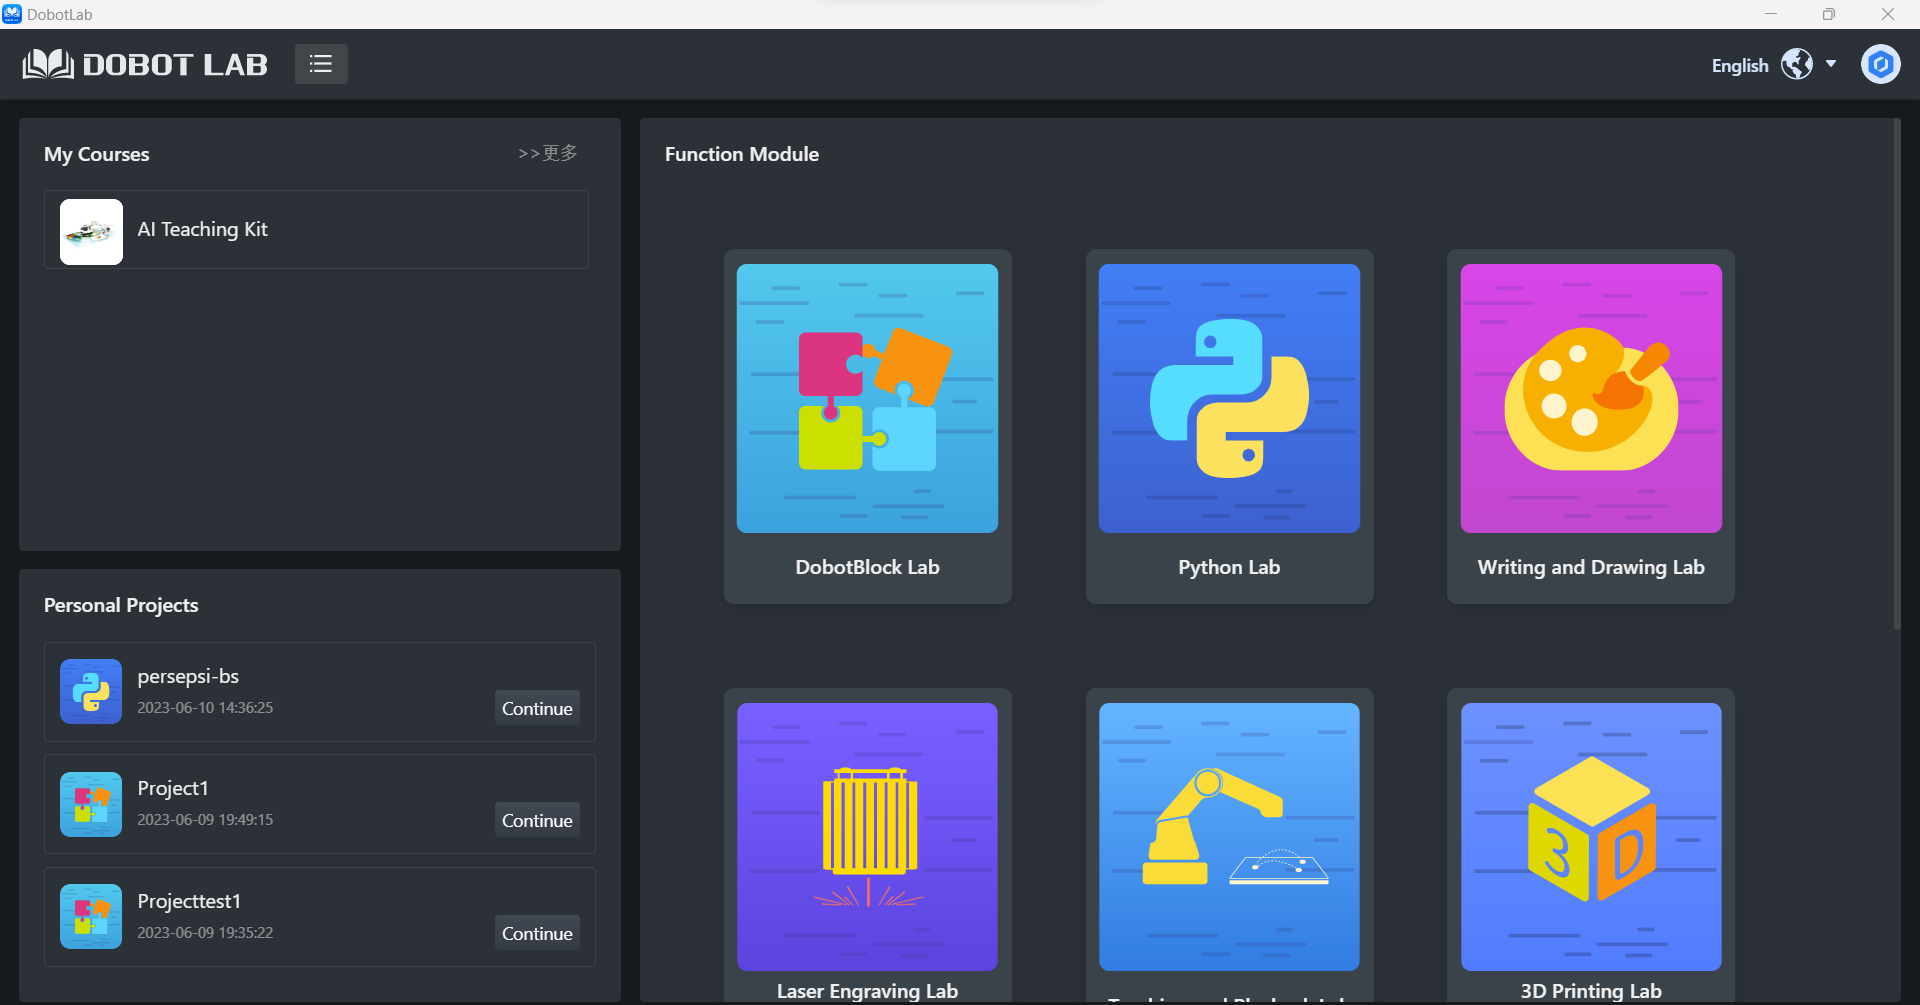 DobotLab
DOBOT LAB
English
My Courses
>>更多
AI Teaching Kit
Personal Projects
persepsi-bs
2023-06-10 14:36:25
Continue
Project1
2023-06-09 19:49:15
Continue
Projecttest1
2023-06-09 19:35:22
Continue
Function Module
DobotBlock Lab
Python Lab
Writing and Drawing Lab
3
D
Laser Engraving Lab
3D Printing Lab